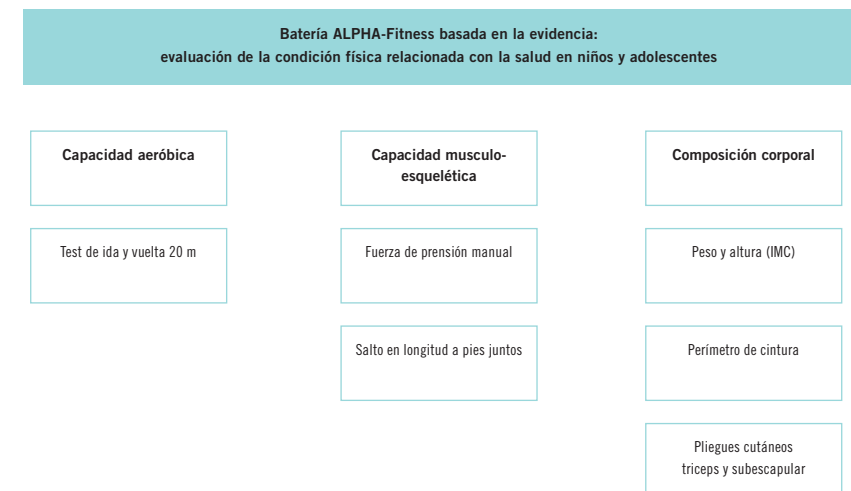 Batería ALPHA-Fitness basada en la evidencia:
evaluación de la condición física relacionada con la salud en niños y adolescentes
Capacidad aeróbica
Test de ida y vuelta 20 m
Capacidad musculo-
esquelética
Fuerza de prensión manual
Salto en longitud a pies juntos
Composición corporal
Peso y altura (IMC)
Perímetro de cintura
Pliegues cutáneos
triceps y subescapular